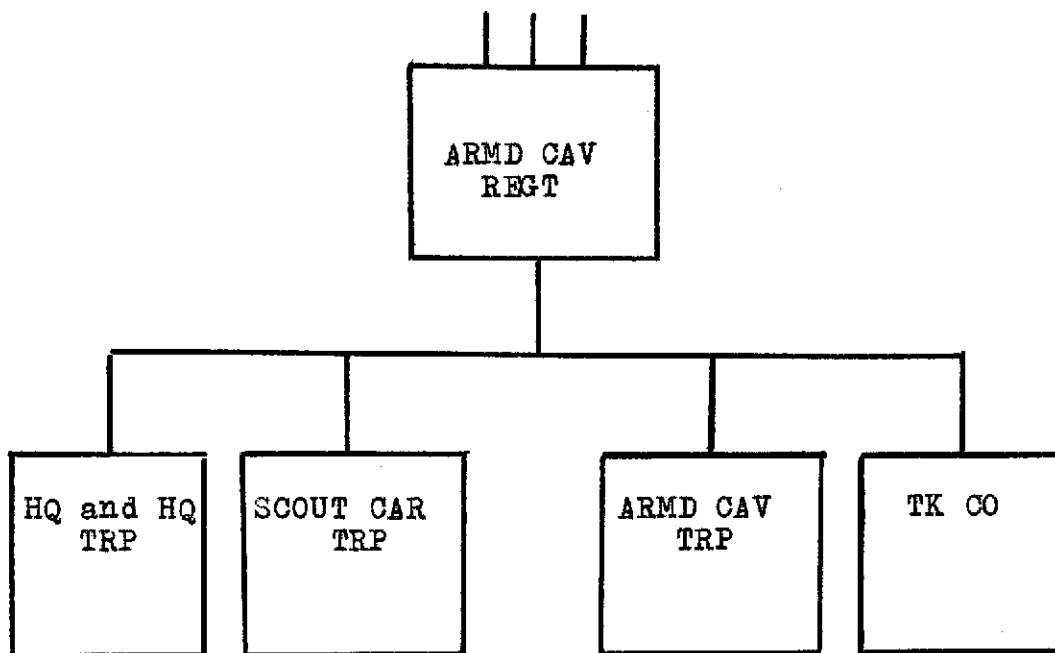 ARMD CAV
REGT
HQ and HQ
TRP
SCOUT CAR
TRP
ARMD CAV
TRP
TK CO